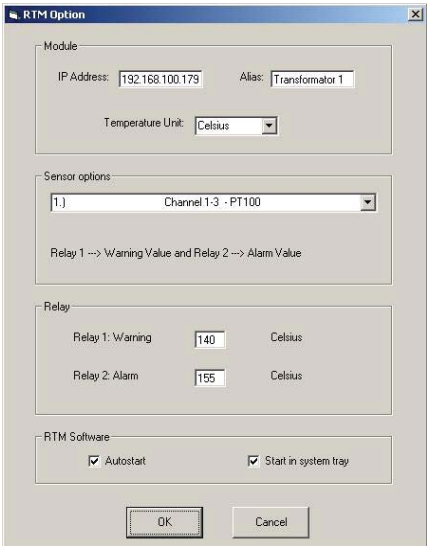 RTM Option
Module
IP Address: 192.168.100.179 Alias: Transformator 1
Temperature Unit: Celsius
Sensor options
1.) Channel 1-3 - PT100
Relay 1 ---> Warning Value and Relay 2 ---> Alarm Value
Relay
Relay 1: Warning 140 Celsius
Relay 2: Alarm 155 Celsius
RTM Software
Autostart Start in system tray
OK Cancel